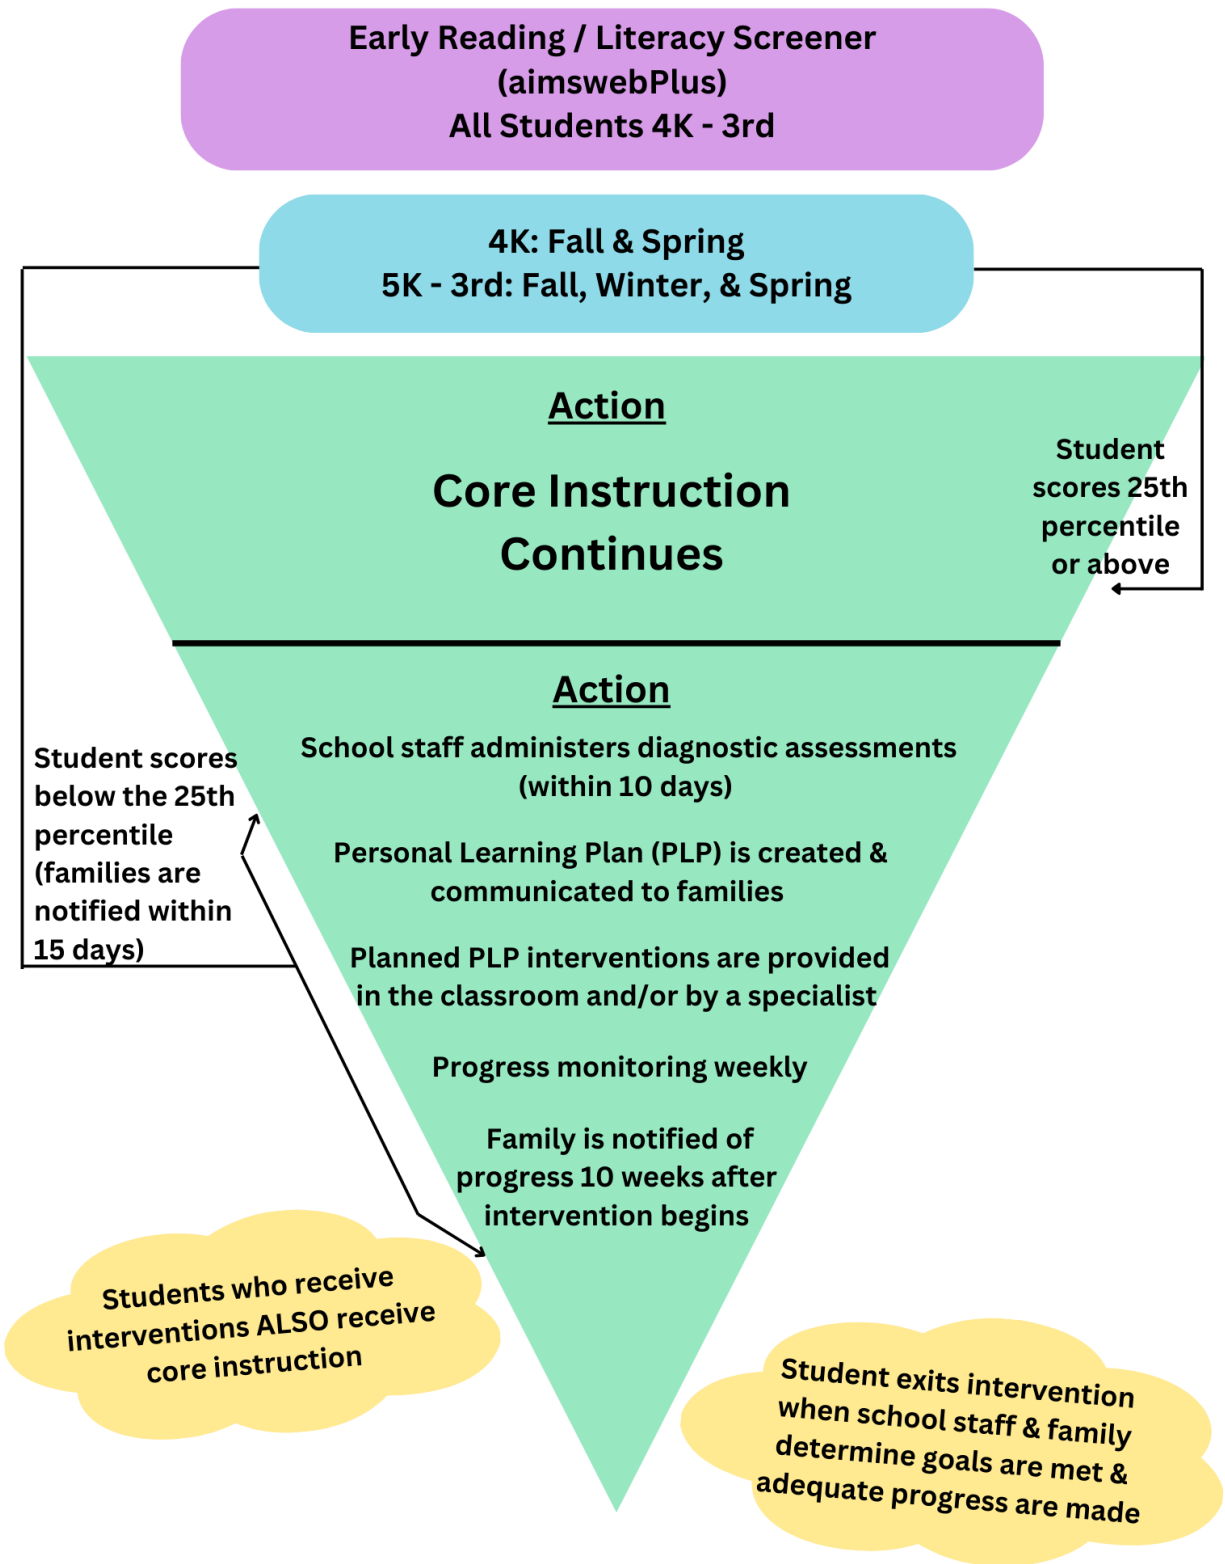 Early Reading / Literacy Screener
(aimswebPlus)
All Students 4K - 3rd
4K: Fall & Spring
5K - 3rd: Fall, Winter, & Spring
Action
Core Instruction
Continues
Student
scores 25th
percentile
or above
Action
School staff administers diagnostic assessments
(within 10 days)
Personal Learning Plan (PLP) is created &
communicated to families
Planned PLP interventions are provided
in the classroom and/or by a specialist
Progress monitoring weekly
Family is notified of
progress 10 weeks after
intervention begins
Student scores
below the 25th
percentile
(families are
notified within
15 days)
Students who receive
interventions ALSO receive
core instruction
Student exits intervention
when school staff & family
determine goals are met &
adequate progress are made